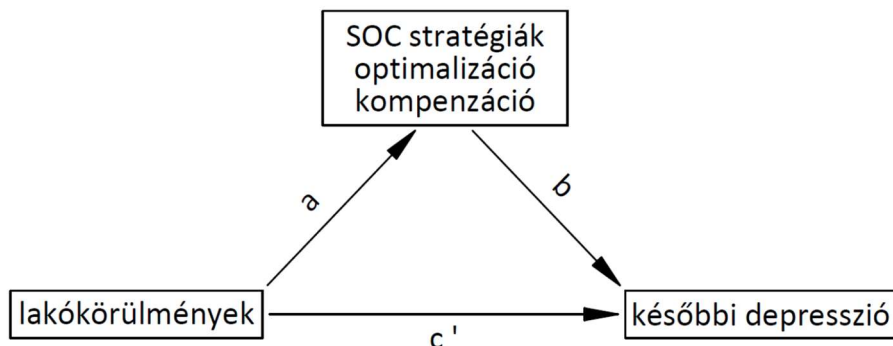 SOC stratégiák
optimalizáció
kompenzáció
a
b
lakókörülmények
későbbi depresszió
c '